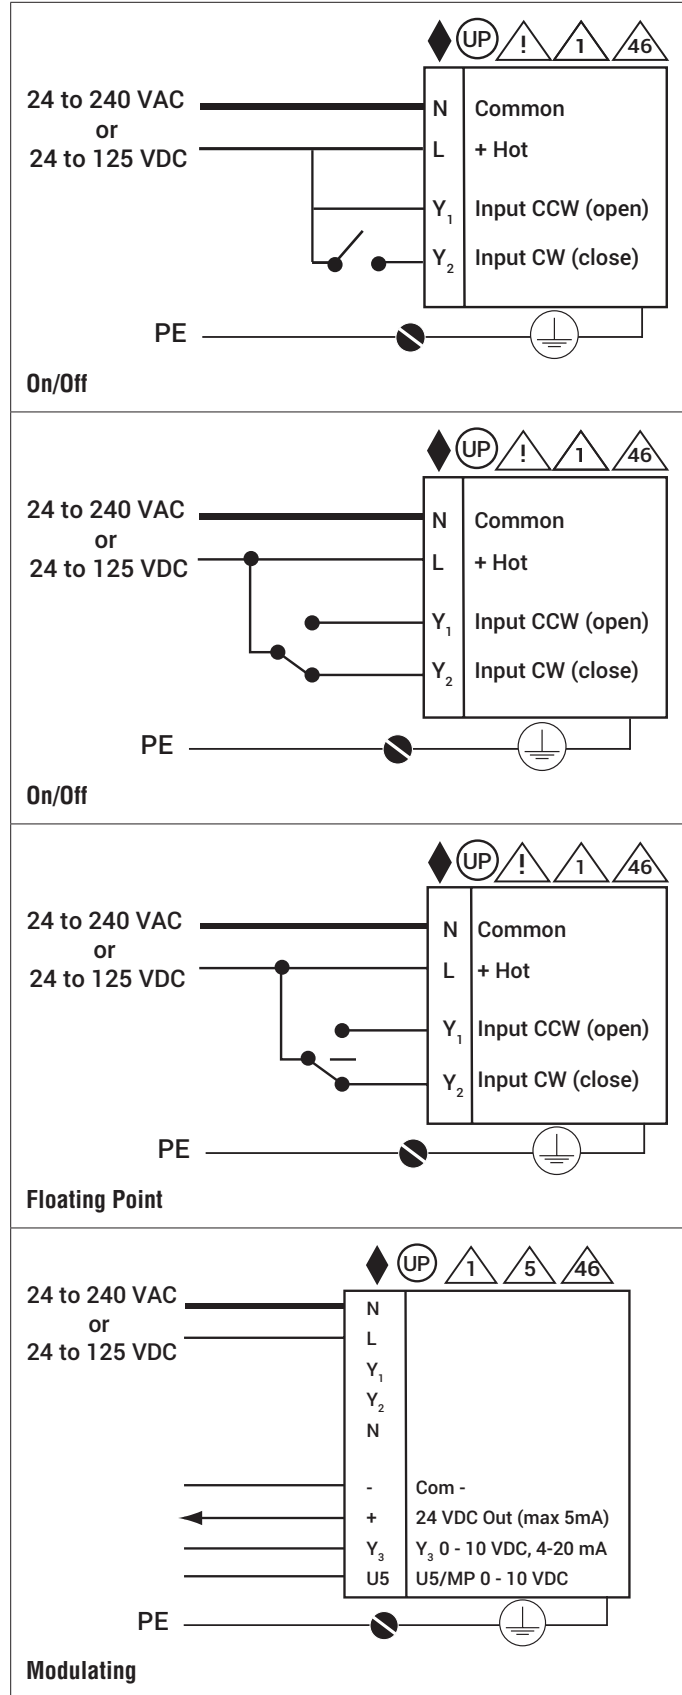 UP ! 1 46
24 to 240 VAC
or
24 to 125 VDC
N Common
L + Hot
Y1 Input CCW (open)
Y2 Input CW (close)
PE
On/Off
UP ! 1 46
24 to 240 VAC
or
24 to 125 VDC
N Common
L + Hot
Y1 Input CCW (open)
Y2 Input CW (close)
PE
On/Off
UP ! 1 46
24 to 240 VAC
or
24 to 125 VDC
N Common
L + Hot
Y1 Input CCW (open)
Y2 Input CW (close)
PE
Floating Point
UP 1 5 46
24 to 240 VAC
or
24 to 125 VDC
N
L
Y1
Y2
N
- Com -
+ 24 VDC Out (max 5mA)
Y3 Y3 0 - 10 VDC, 4-20 mA
U5 U5/MP 0 - 10 VDC
PE
Modulating